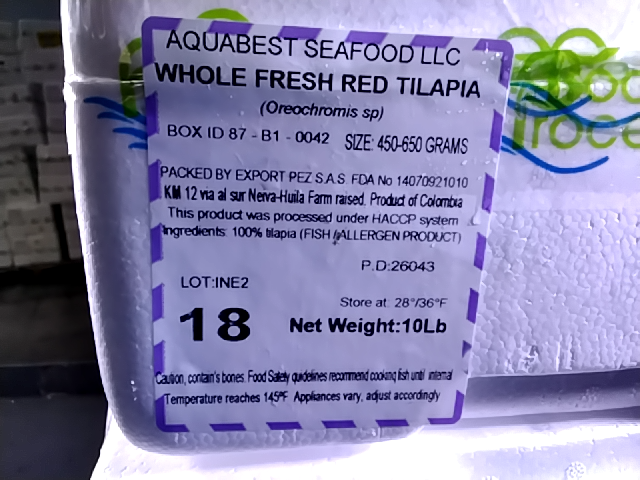 AQUABEST SEAFOOD LLC
WHOLE FRESH RED TILAPIA
(Oreochromis sp)
BOX ID 87 - B1 - 0042 SIZE: 450-650 GRAMS
PACKED BY EXPORT PEZ S.A.S. FDA No 14070921010
KM 12 via al sur Neiva-Huila Farm raised. Product of Colombia
This product was processed under HACCP system
Ingredients: 100% tilapia (FISH / ALLERGEN PRODUCT)
P.D:26043
LOT:INE2
Store at: 28°/36°F
18 Net Weight:10Lb
Caution, contain's bones. Food Safety guidelines recommend cooking fish until internal
Temperature reaches 145ºF. Appliances vary, adjust accordingly